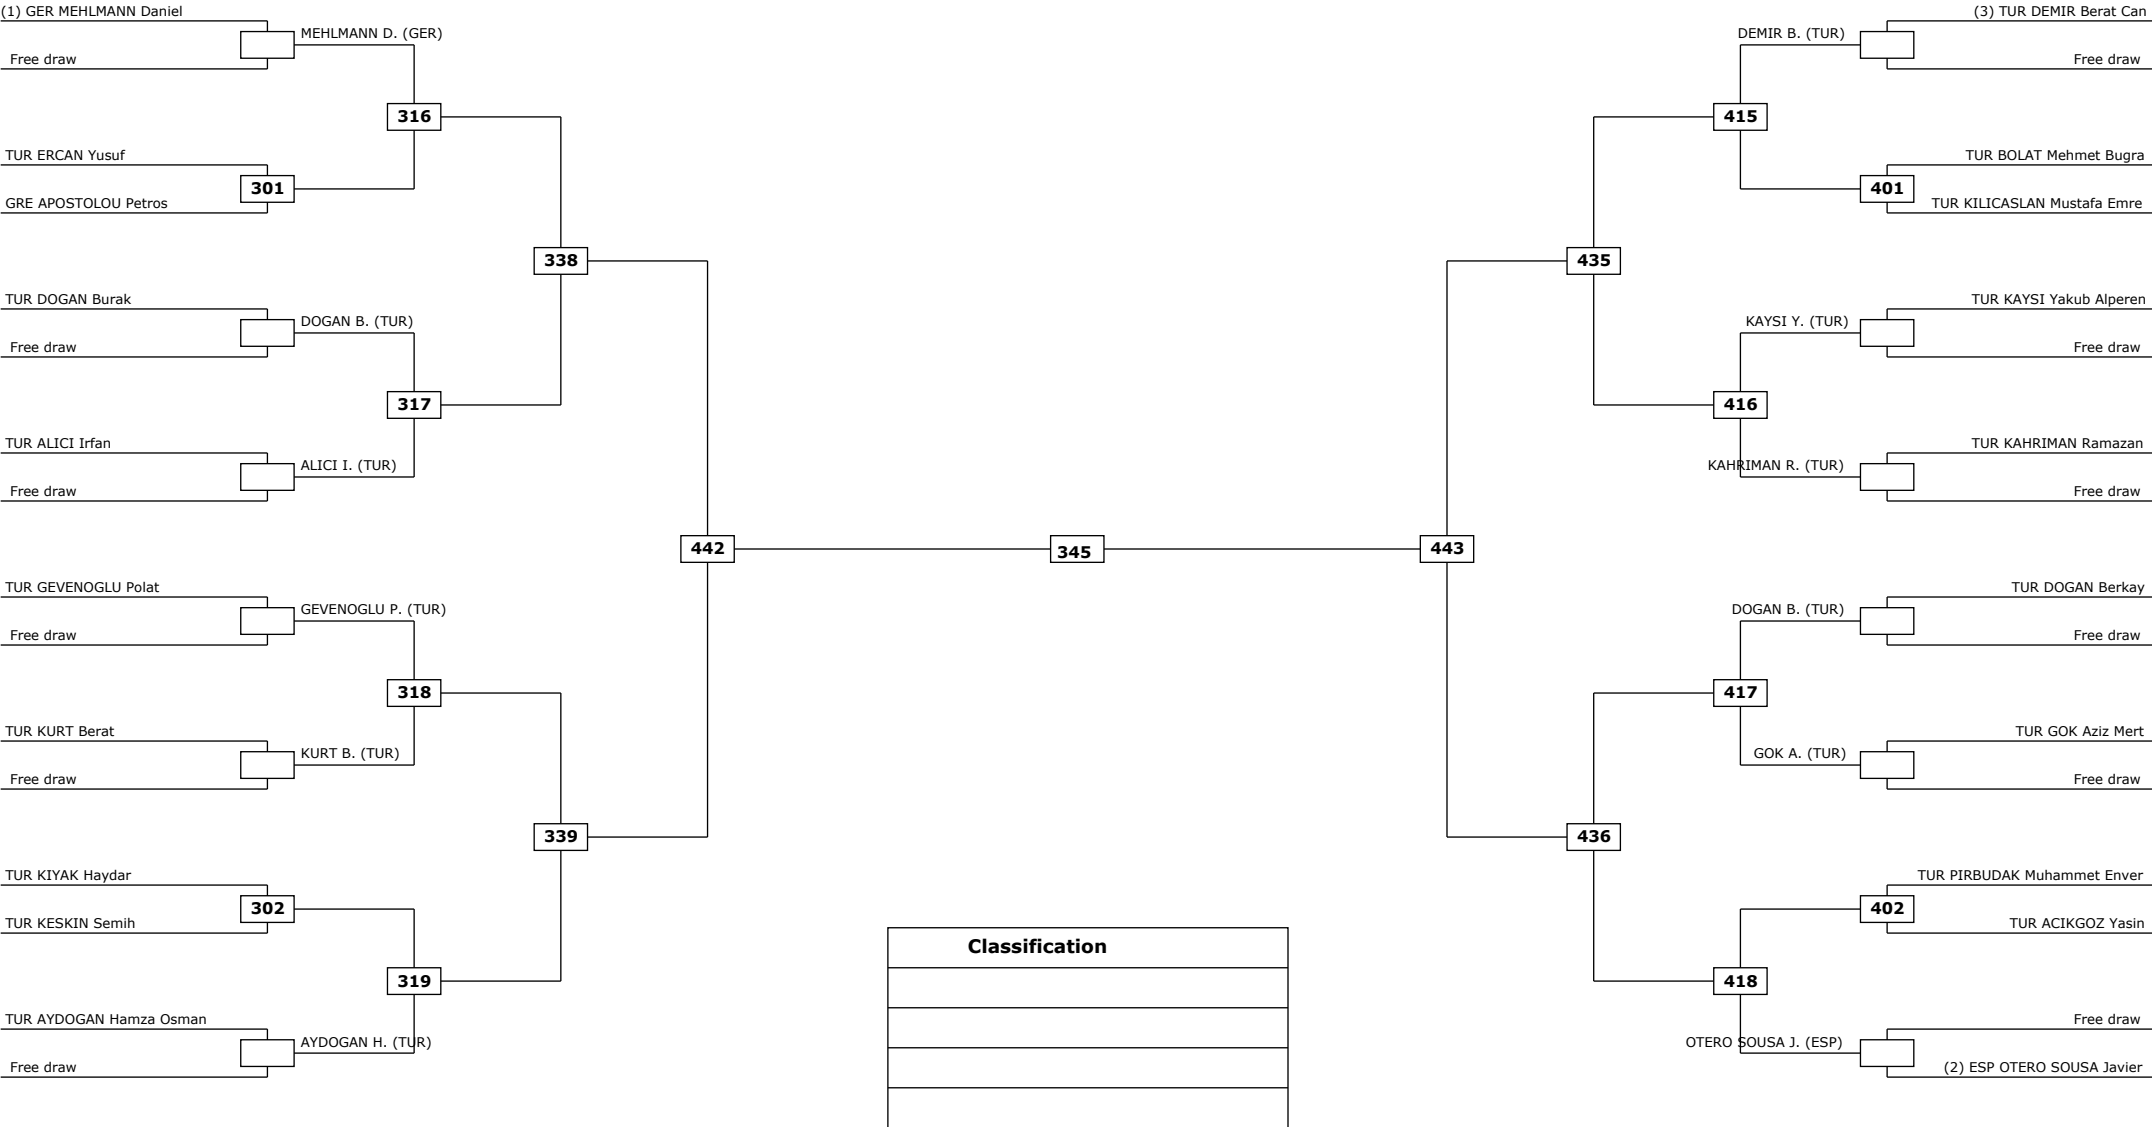 (1) GER MEHLMANN Daniel
MEHLMANN D. (GER)
Free draw
316
TUR ERCAN Yusuf
301
GRE APOSTOLOU Petros
338
TUR DOGAN Burak
DOGAN B. (TUR)
Free draw
317
TUR ALICI Irfan
ALICI I. (TUR)
Free draw
442
TUR GEVENOGLU Polat
GEVENOGLU P. (TUR)
Free draw
318
TUR KURT Berat
KURT B. (TUR)
Free draw
339
TUR KIYAK Haydar
302
TUR KESKIN Semih
319
TUR AYDOGAN Hamza Osman
AYDOGAN H. (TUR)
Free draw
345
(3) TUR DEMIR Berat Can
DEMIR B. (TUR)
Free draw
415
TUR BOLAT Mehmet Bugra
401
TUR KILICASLAN Mustafa Emre
435
TUR KAYSI Yakub Alperen
KAYSI Y. (TUR)
Free draw
416
TUR KAHRIMAN Ramazan
KAHRIMAN R. (TUR)
Free draw
443
TUR DOGAN Berkay
DOGAN B. (TUR)
Free draw
417
TUR GOK Aziz Mert
GOK A. (TUR)
Free draw
436
TUR PIRBUDAK Muhammet Enver
402
TUR ACIKGOZ Yasin
418
Free draw
OTERO SOUSA J. (ESP)
(2) ESP OTERO SOUSA Javier
Classification